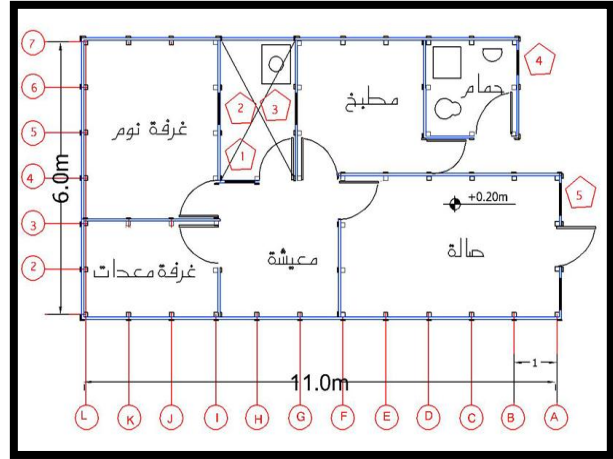 7
4
6
2
3
حمام
مطبخ
5
غرفة نوم
1
4
5
+0.20m
6.0m
3
صالة
معيشة
2
غرفة معدات
1
11.0m
L
K
J
I
H
G
F
E
D
C
B
A